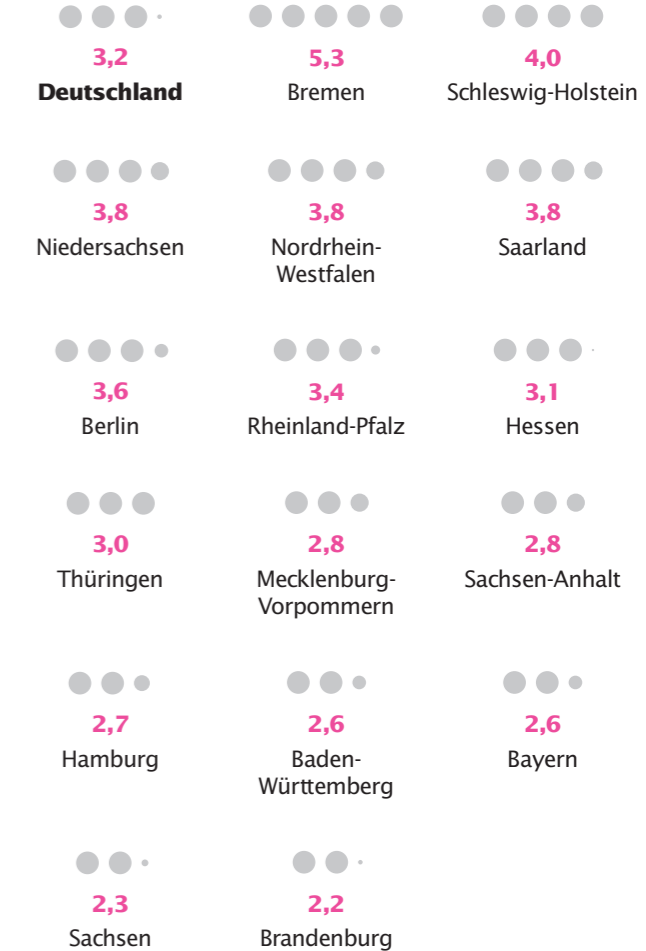 3,2
Deutschland
5,3
Bremen
4,0
Schleswig-Holstein
3,8
Niedersachsen
3,8
Nordrhein-
Westfalen
3,8
Saarland
3,6
Berlin
3,4
Rheinland-Pfalz
3,1
Hessen
3,0
Thüringen
2,8
Mecklenburg-
Vorpommern
2,8
Sachsen-Anhalt
2,7
Hamburg
2,6
Baden-
Württemberg
2,6
Bayern
2,3
Sachsen
2,2
Brandenburg